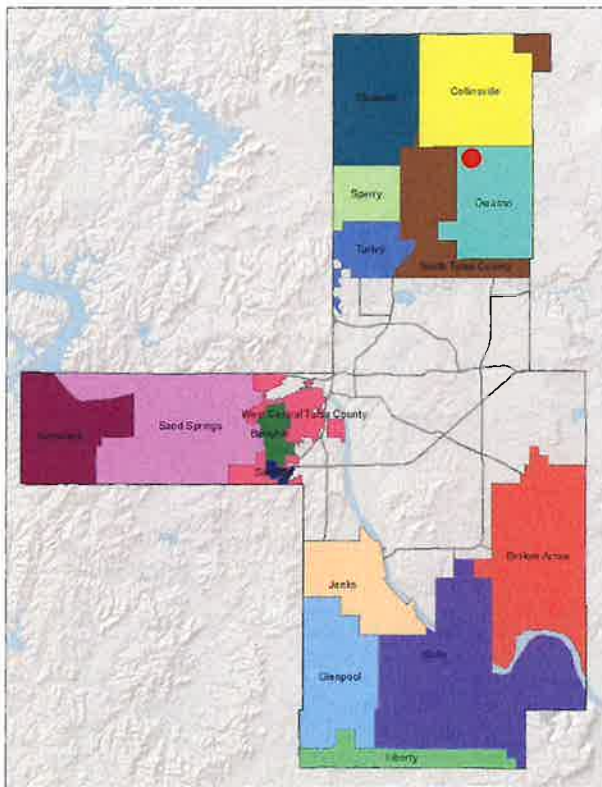 Collinsville
Sperry
Owasso
Turley
North Tulsa County
West Central Tulsa County
Sand Springs
Berryhill
Broken Arrow
Jenks
Bixby
Glenpool
Liberty